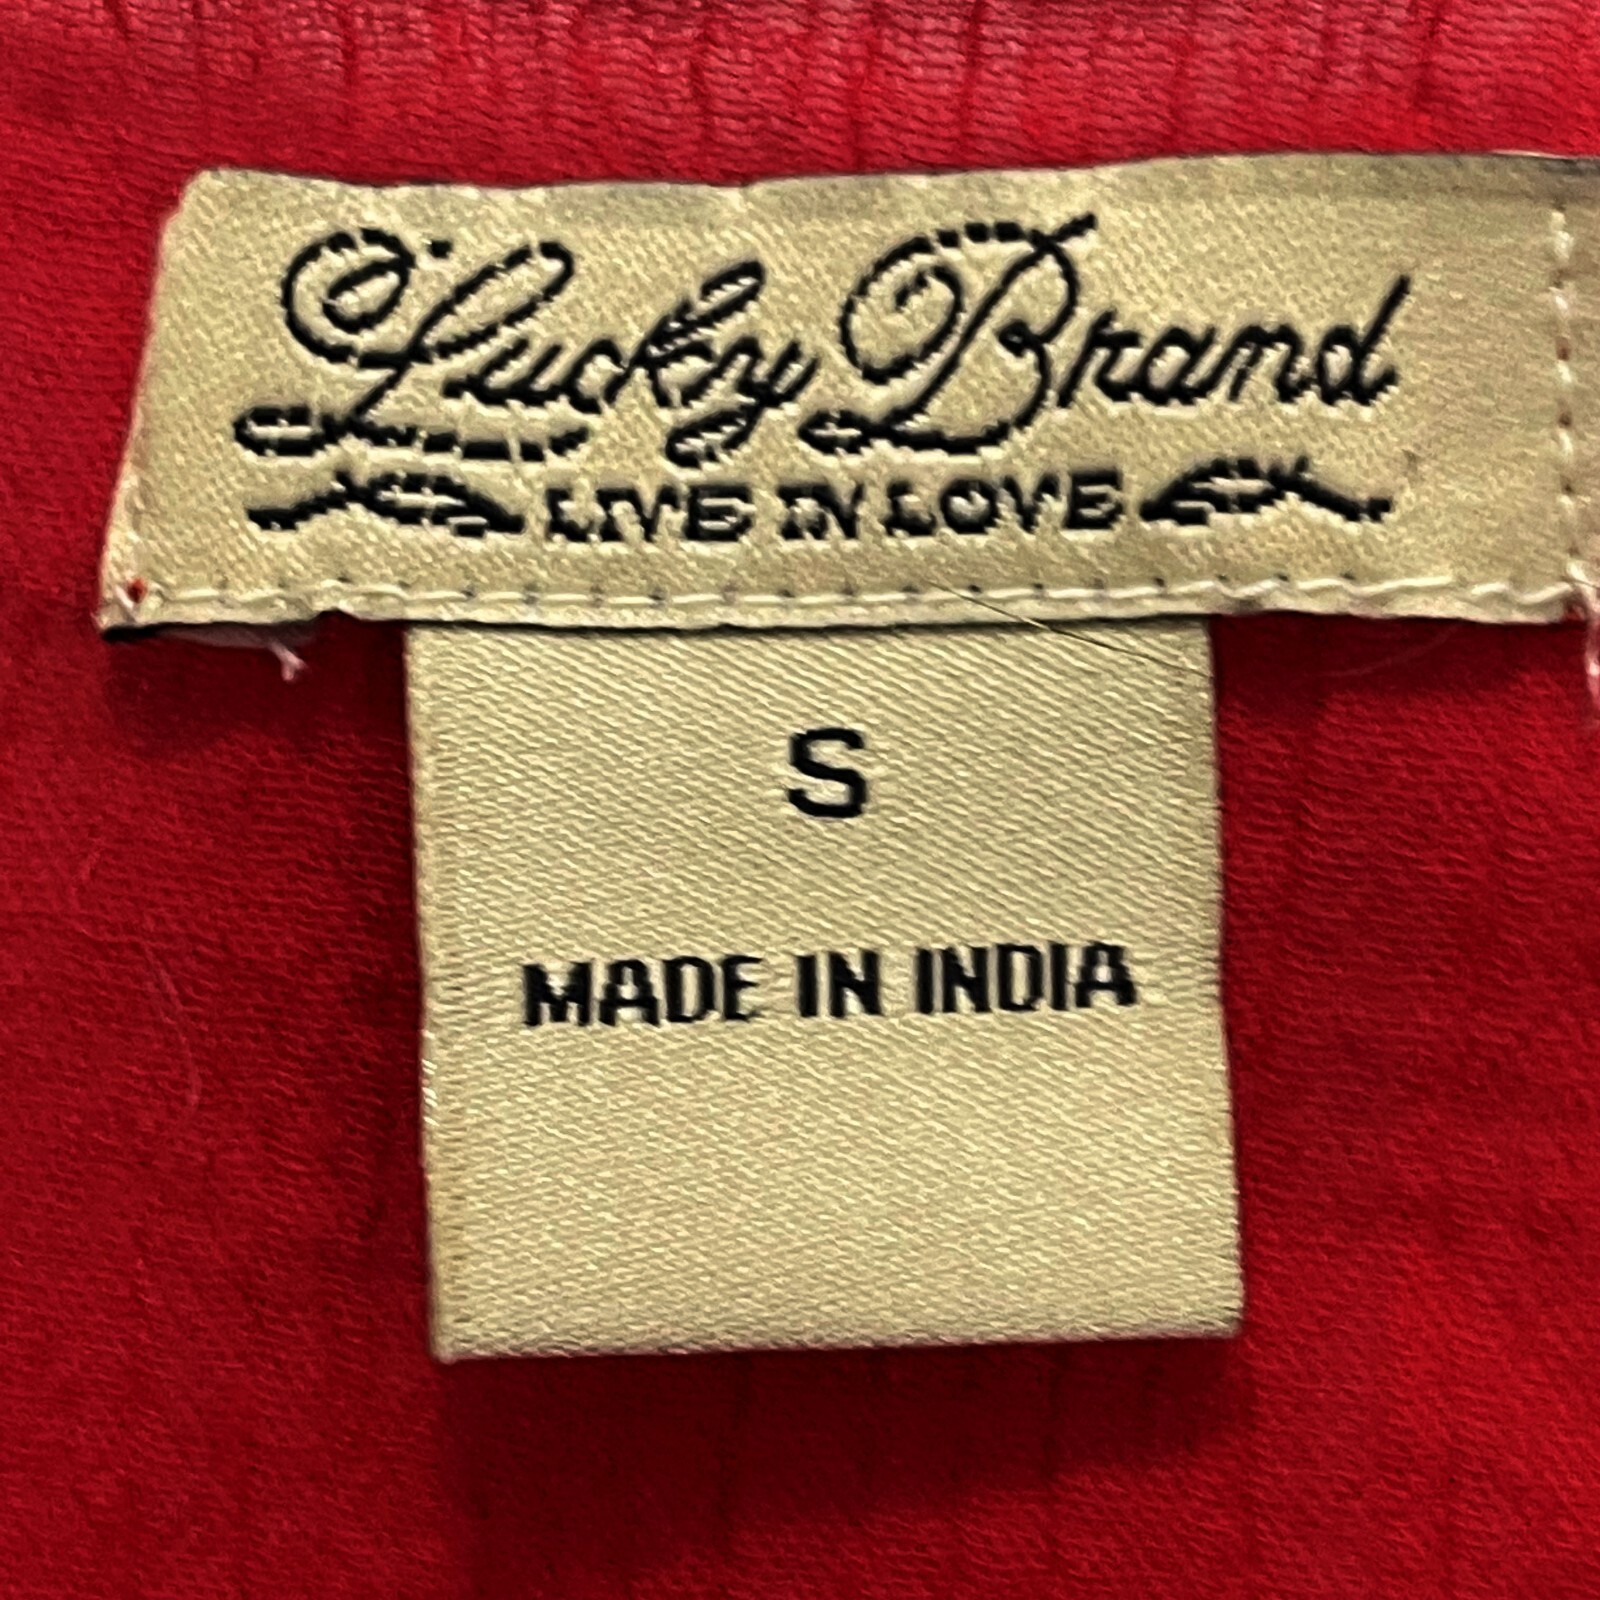 Lucky Brand
LIVE IN LOVE
S
MADE IN INDIA